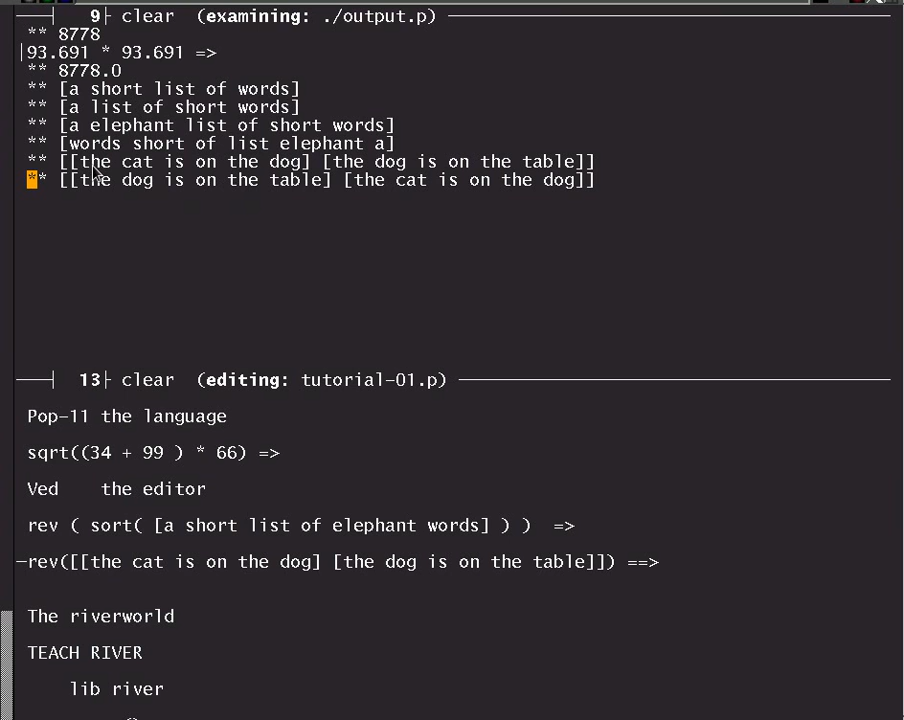 9 clear (examining: ./output.p)
** 8778
93.691 * 93.691 =>
** 8778.0
** [a short list of words]
** [a list of short words]
** [a elephant list of short words]
** [words short of list elephant a]
** [[the cat is on the dog] [the dog is on the table]]
** [[the dog is on the table] [the cat is on the dog]]
13 clear (editing: tutorial-01.p)
Pop-11 the language
sqrt((34 + 99 ) * 66) =>
Ved the editor
rev ( sort( [a short list of elephant words] ) ) =>
rev([[the cat is on the dog] [the dog is on the table]]) ==>
The riverworld
TEACH RIVER
lib river